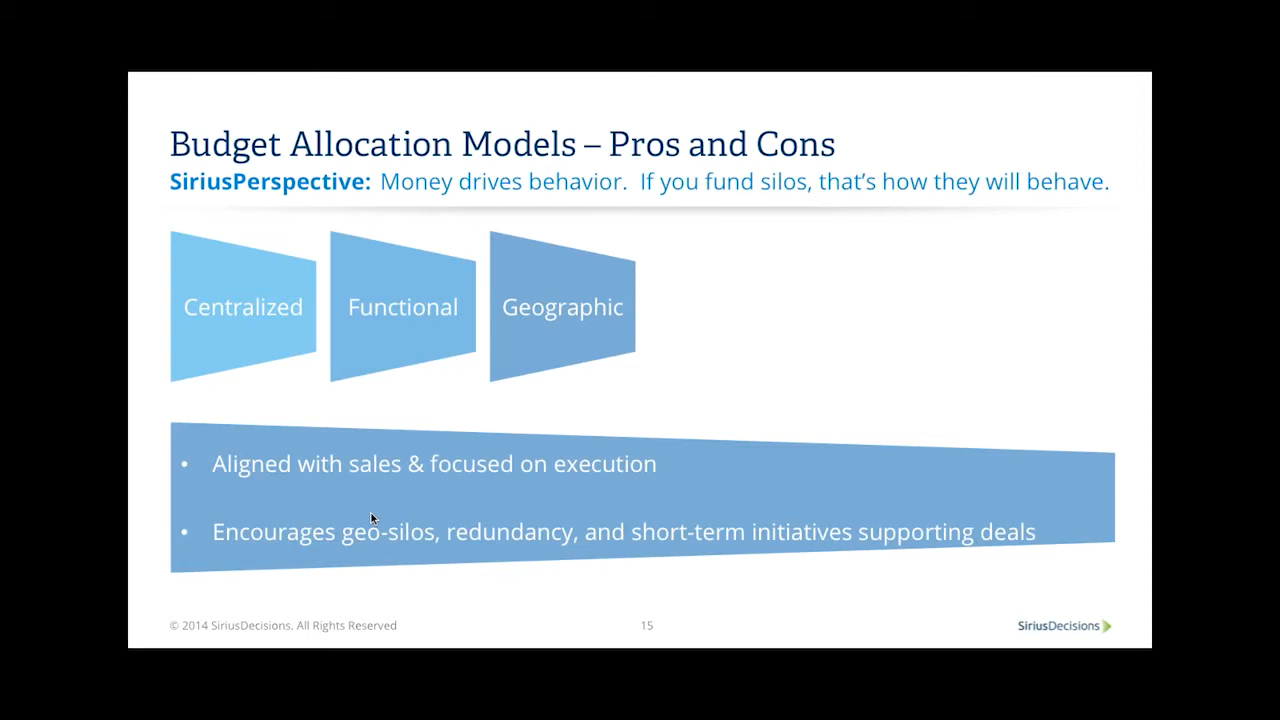 Budget Allocation Models – Pros and Cons
SiriusPerspective: Money drives behavior. If you fund silos, that’s how they will behave.
Centralized
Functional
Geographic
• Aligned with sales & focused on execution
• Encourages geo-silos, redundancy, and short-term initiatives supporting deals
© 2014 SiriusDecisions. All Rights Reserved
15
SiriusDecisions